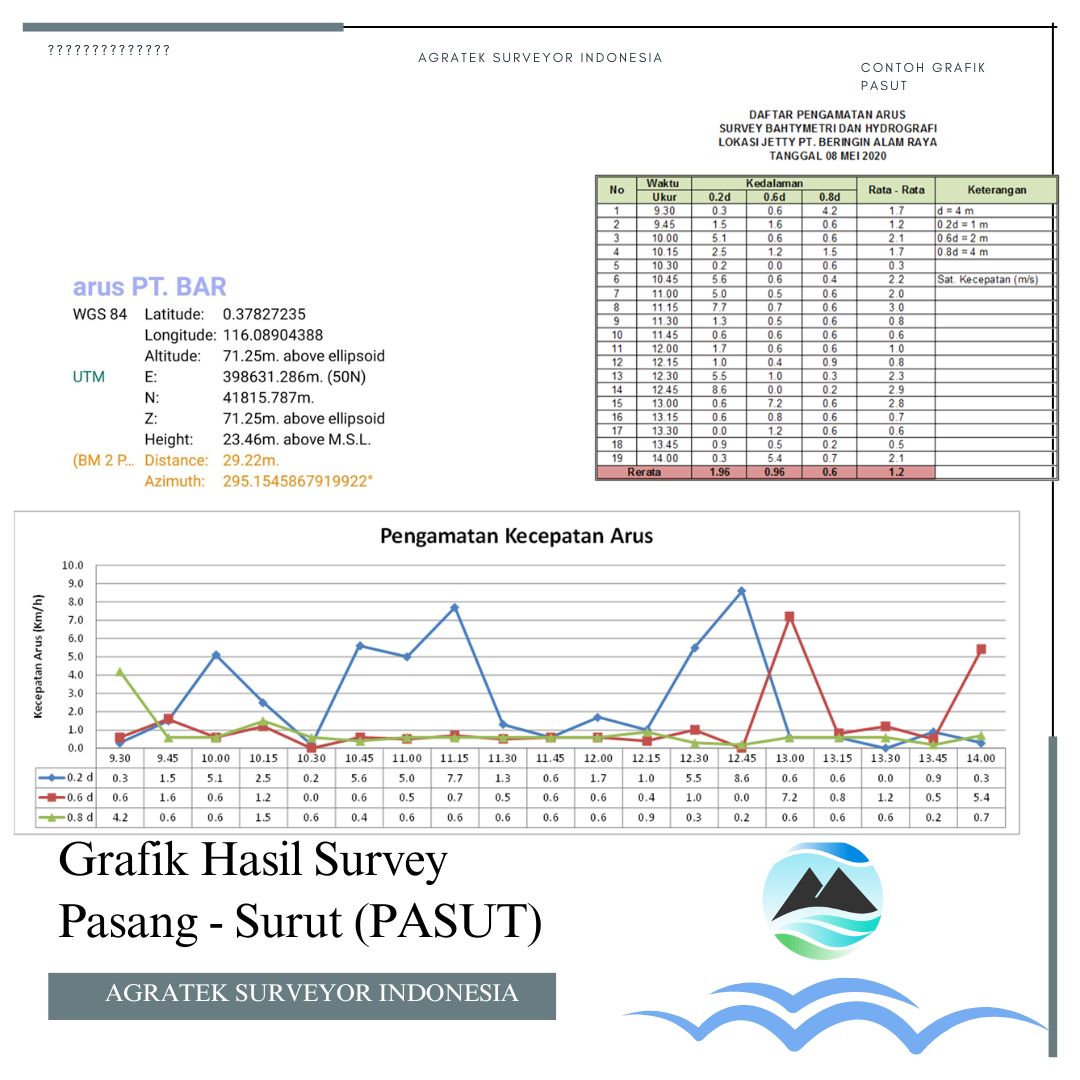 ??????????????
AGRATEK SURVEYOR INDONESIA
CONTOH GRAFIK
PASUT
DAFTAR PENGAMATAN ARUS
SURVEY BAHTYMETRI DAN HYDROGRAFI
LOKASI JETTY PT. BERINGIN ALAM RAYA
TANGGAL 08 MEI 2020
No Waktu Ukur Kedalaman Rata - Rata Keterangan
0.2d 0.6d 0.8d
1 9.30 0.3 0.6 4.2 1.7 d = 4 m
2 9.45 1.5 1.6 0.6 1.2 0.2d = 1 m
3 10.00 5.1 0.6 0.6 2.1 0.6d = 2 m
4 10.15 2.5 1.2 1.5 1.7 0.8d = 4 m
5 10.30 0.2 0.0 0.6 0.3
6 10.45 5.6 0.6 0.4 2.2 Sat. Kecepatan (m/s)
7 11.00 5.0 0.5 0.6 2.0
8 11.15 7.7 0.7 0.6 3.0
9 11.30 1.3 0.5 0.6 0.8
10 11.45 0.6 0.6 0.6 0.6
11 12.00 1.7 0.6 0.6 1.0
12 12.15 1.0 0.4 0.9 0.8
13 12.30 5.5 1.0 0.3 2.3
14 12.45 8.6 0.0 0.2 2.9
15 13.00 0.6 7.2 0.6 2.8
16 13.15 0.6 0.8 0.6 0.7
17 13.30 0.0 1.2 0.6 0.6
18 13.45 0.9 0.5 0.2 0.5
19 14.00 0.3 5.4 0.7 2.1
Rerata 1.96 0.96 0.6 1.2
arus PT. BAR
WGS 84 Latitude: 0.37827235
Longitude: 116.08904388
Altitude: 71.25m. above ellipsoid
UTM E: 398631.286m. (50N)
N: 41815.787m.
Z: 71.25m. above ellipsoid
Height: 23.46m. above M.S.L.
(BM 2 P... Distance: 29.22m.
Azimuth: 295.1545867919922°
Pengamatan Kecepatan Arus
Kecepatan Arus (Km/h)
10.0
9.0
8.0
7.0
6.0
5.0
4.0
3.0
2.0
1.0
0.0
9.30 9.45 10.00 10.15 10.30 10.45 11.00 11.15 11.30 11.45 12.00 12.15 12.30 12.45 13.00 13.15 13.30 13.45 14.00
0.2 d 0.3 1.5 5.1 2.5 0.2 5.6 5.0 7.7 1.3 0.6 1.7 1.0 5.5 8.6 0.6 0.6 0.0 0.9 0.3
0.6 d 0.6 1.6 0.6 1.2 0.0 0.6 0.5 0.7 0.5 0.6 0.6 0.4 1.0 0.0 7.2 0.8 1.2 0.5 5.4
0.8 d 4.2 0.6 0.6 1.5 0.6 0.4 0.6 0.6 0.6 0.6 0.6 0.9 0.3 0.2 0.6 0.6 0.6 0.2 0.7
Grafik Hasil Survey
Pasang - Surut (PASUT)
AGRATEK SURVEYOR INDONESIA